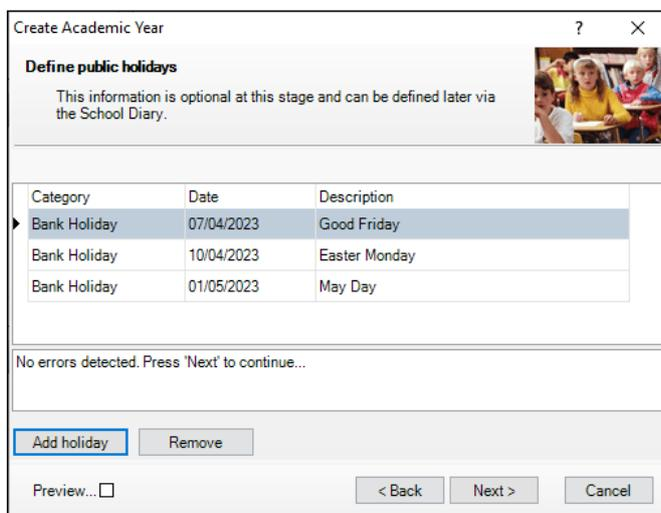 Create Academic Year
?
Define public holidays
This information is optional at this stage and can be defined later via
the School Diary.
Category Date Description
Bank Holiday 07/04/2023 Good Friday
Bank Holiday 10/04/2023 Easter Monday
Bank Holiday 01/05/2023 May Day
No errors detected. Press 'Next' to continue...
Add holiday Remove
Preview... < Back Next > Cancel